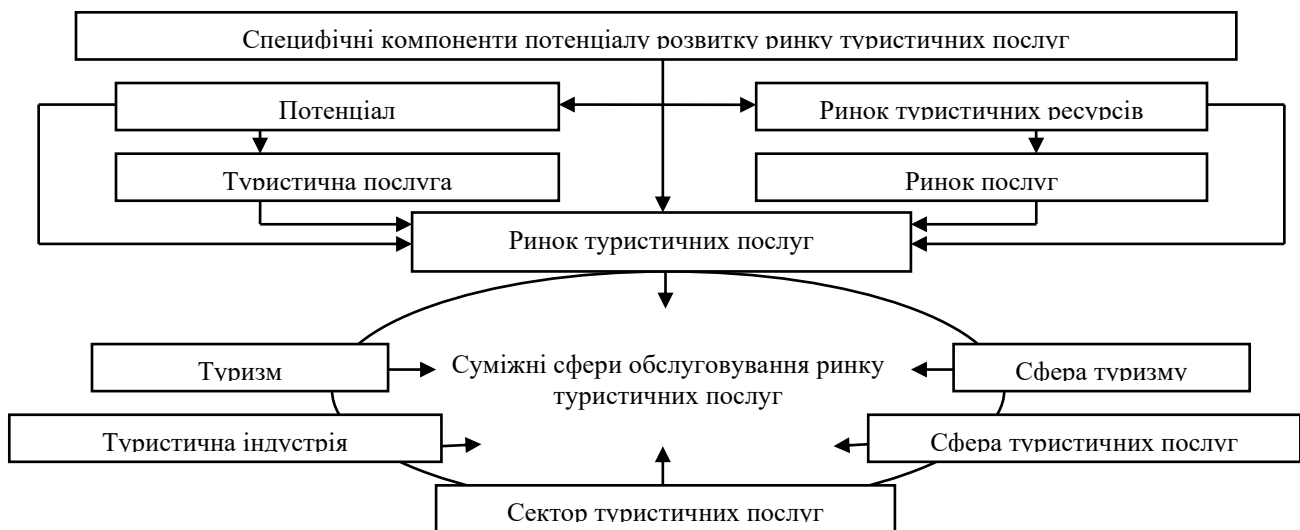 Специфічні компоненти потенціалу розвитку ринку туристичних послуг
Потенціал
Ринок туристичних ресурсів
Туристична послуга
Ринок послуг
Ринок туристичних послуг
Туризм
Суміжні сфери обслуговування ринку
туристичних послуг
Сфера туризму
Туристична індустрія
Сфера туристичних послуг
Сектор туристичних послуг